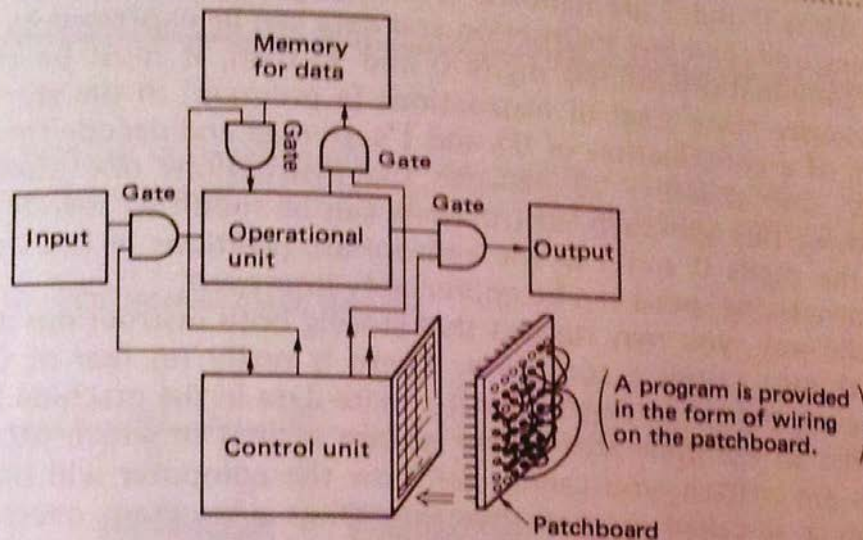 Memory
for data
Gate
Gate
Gate
Gate
Input
Operational
unit
Output
Control unit
A program is provided
in the form of wiring
on the patchboard.
Patchboard